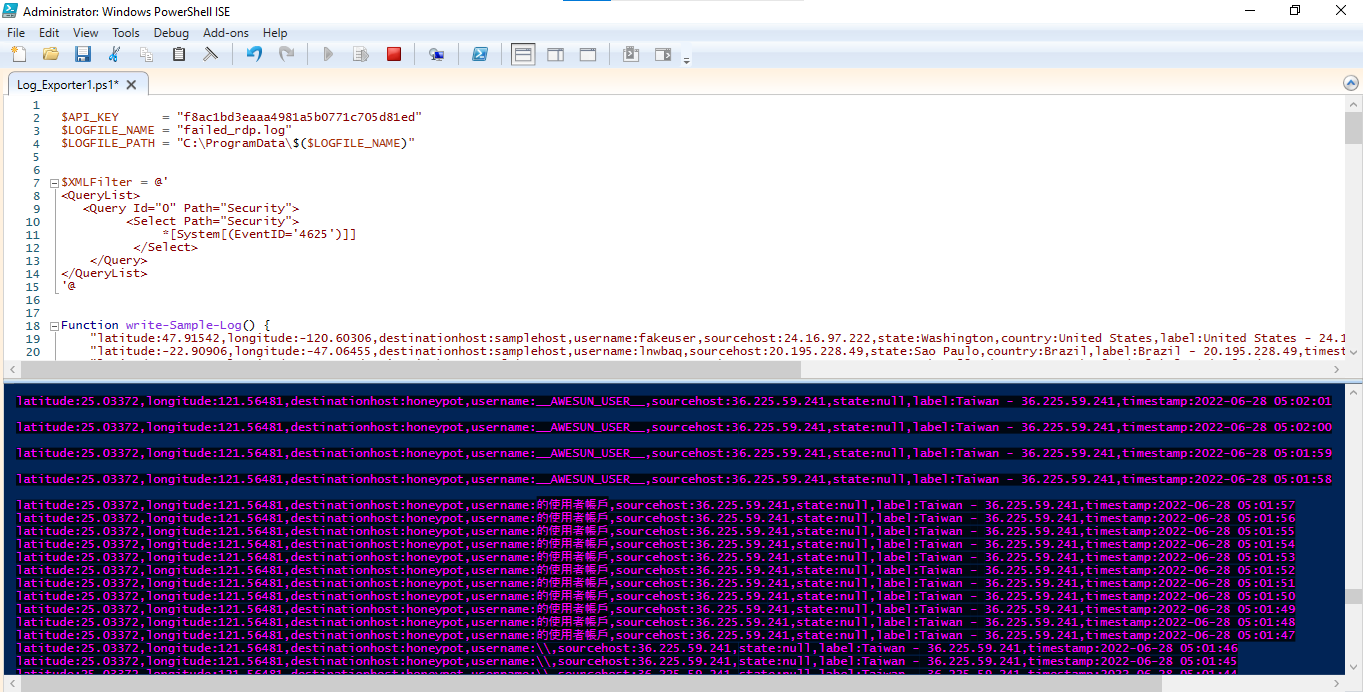 Administrator: Windows PowerShell ISE
File Edit View Tools Debug Add-ons Help
Log_Exporter1.ps1*
1
2 $API_KEY = "f8ac1bd3eaaa4981a5b0771c705d81ed"
3 $LOGFILE_NAME = "failed_rdp.log"
4 $LOGFILE_PATH = "C:\ProgramData\$($LOGFILE_NAME)"
5
6
7 $XMLFilter = @'
8 <QueryList>
9 <Query Id="0" Path="Security">
10 <Select Path="Security">
11 *[System[(EventID='4625')]]
12 </Select>
13 </Query>
14 </QueryList>
15 '@
16
17
18 Function write-Sample-Log() {
19 "latitude:47.91542,longitude:-120.60306,destinationhost:samplehost,username:fakeuser,sourcehost:24.16.97.222,state:Washington,country:United States,label:United States - 24.1
20 "latitude:-22.90906,longitude:-47.06455,destinationhost:samplehost,username:lnwbaq,sourcehost:20.195.228.49,state:Sao Paulo,country:Brazil,label:Brazil - 20.195.228.49,timest
latitude:25.03372,longitude:121.56481,destinationhost:honeypot,username:__AWESUN_USER__,sourcehost:36.225.59.241,state:null,label:Taiwan - 36.225.59.241,timestamp:2022-06-28 05:02:01
latitude:25.03372,longitude:121.56481,destinationhost:honeypot,username:__AWESUN_USER__,sourcehost:36.225.59.241,state:null,label:Taiwan - 36.225.59.241,timestamp:2022-06-28 05:02:00
latitude:25.03372,longitude:121.56481,destinationhost:honeypot,username:__AWESUN_USER__,sourcehost:36.225.59.241,state:null,label:Taiwan - 36.225.59.241,timestamp:2022-06-28 05:01:59
latitude:25.03372,longitude:121.56481,destinationhost:honeypot,username:__AWESUN_USER__,sourcehost:36.225.59.241,state:null,label:Taiwan - 36.225.59.241,timestamp:2022-06-28 05:01:58
latitude:25.03372,longitude:121.56481,destinationhost:honeypot,username:的使用者帳戶,sourcehost:36.225.59.241,state:null,label:Taiwan - 36.225.59.241,timestamp:2022-06-28 05:01:57
latitude:25.03372,longitude:121.56481,destinationhost:honeypot,username:的使用者帳戶,sourcehost:36.225.59.241,state:null,label:Taiwan - 36.225.59.241,timestamp:2022-06-28 05:01:56
latitude:25.03372,longitude:121.56481,destinationhost:honeypot,username:的使用者帳戶,sourcehost:36.225.59.241,state:null,label:Taiwan - 36.225.59.241,timestamp:2022-06-28 05:01:55
latitude:25.03372,longitude:121.56481,destinationhost:honeypot,username:的使用者帳戶,sourcehost:36.225.59.241,state:null,label:Taiwan - 36.225.59.241,timestamp:2022-06-28 05:01:54
latitude:25.03372,longitude:121.56481,destinationhost:honeypot,username:的使用者帳戶,sourcehost:36.225.59.241,state:null,label:Taiwan - 36.225.59.241,timestamp:2022-06-28 05:01:53
latitude:25.03372,longitude:121.56481,destinationhost:honeypot,username:的使用者帳戶,sourcehost:36.225.59.241,state:null,label:Taiwan - 36.225.59.241,timestamp:2022-06-28 05:01:52
latitude:25.03372,longitude:121.56481,destinationhost:honeypot,username:的使用者帳戶,sourcehost:36.225.59.241,state:null,label:Taiwan - 36.225.59.241,timestamp:2022-06-28 05:01:51
latitude:25.03372,longitude:121.56481,destinationhost:honeypot,username:的使用者帳戶,sourcehost:36.225.59.241,state:null,label:Taiwan - 36.225.59.241,timestamp:2022-06-28 05:01:50
latitude:25.03372,longitude:121.56481,destinationhost:honeypot,username:的使用者帳戶,sourcehost:36.225.59.241,state:null,label:Taiwan - 36.225.59.241,timestamp:2022-06-28 05:01:49
latitude:25.03372,longitude:121.56481,destinationhost:honeypot,username:的使用者帳戶,sourcehost:36.225.59.241,state:null,label:Taiwan - 36.225.59.241,timestamp:2022-06-28 05:01:48
latitude:25.03372,longitude:121.56481,destinationhost:honeypot,username:的使用者帳戶,sourcehost:36.225.59.241,state:null,label:Taiwan - 36.225.59.241,timestamp:2022-06-28 05:01:47
latitude:25.03372,longitude:121.56481,destinationhost:honeypot,username:\\,sourcehost:36.225.59.241,state:null,label:Taiwan - 36.225.59.241,timestamp:2022-06-28 05:01:46
latitude:25.03372,longitude:121.56481,destinationhost:honeypot,username:\\,sourcehost:36.225.59.241,state:null,label:Taiwan - 36.225.59.241,timestamp:2022-06-28 05:01:45